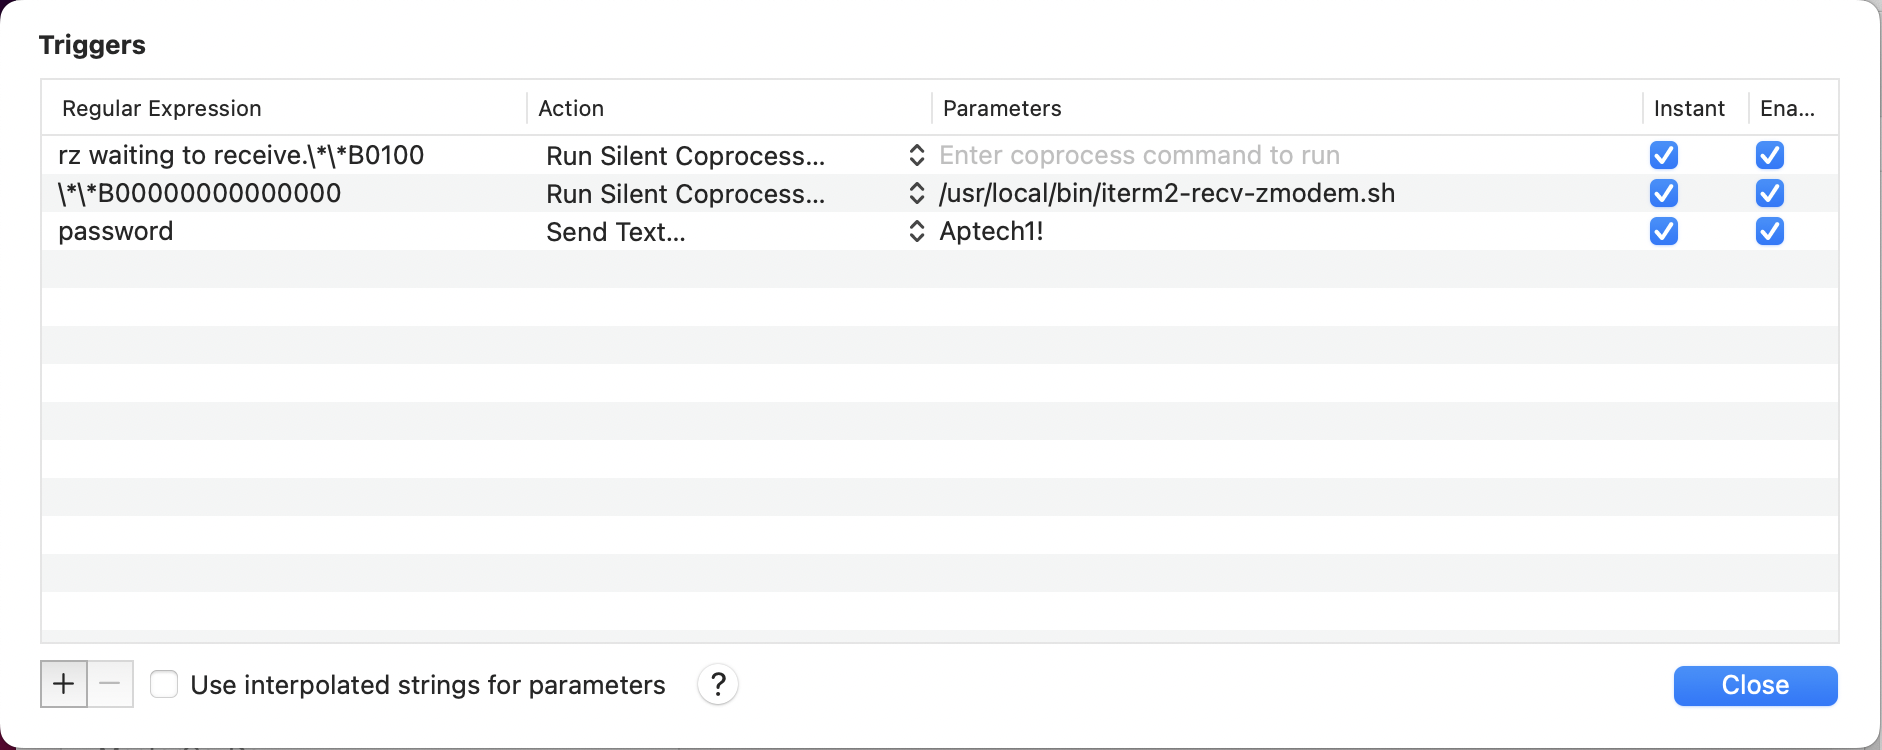 Triggers
Regular Expression Action Parameters Instant Ena...
rz waiting to receive.\*\*B0100 Run Silent Coprocess... Enter coprocess command to run
\*\*B00000000000000 Run Silent Coprocess... /usr/local/bin/iterm2-recv-zmodem.sh
password Send Text... Aptech1!
+ − Use interpolated strings for parameters ? Close